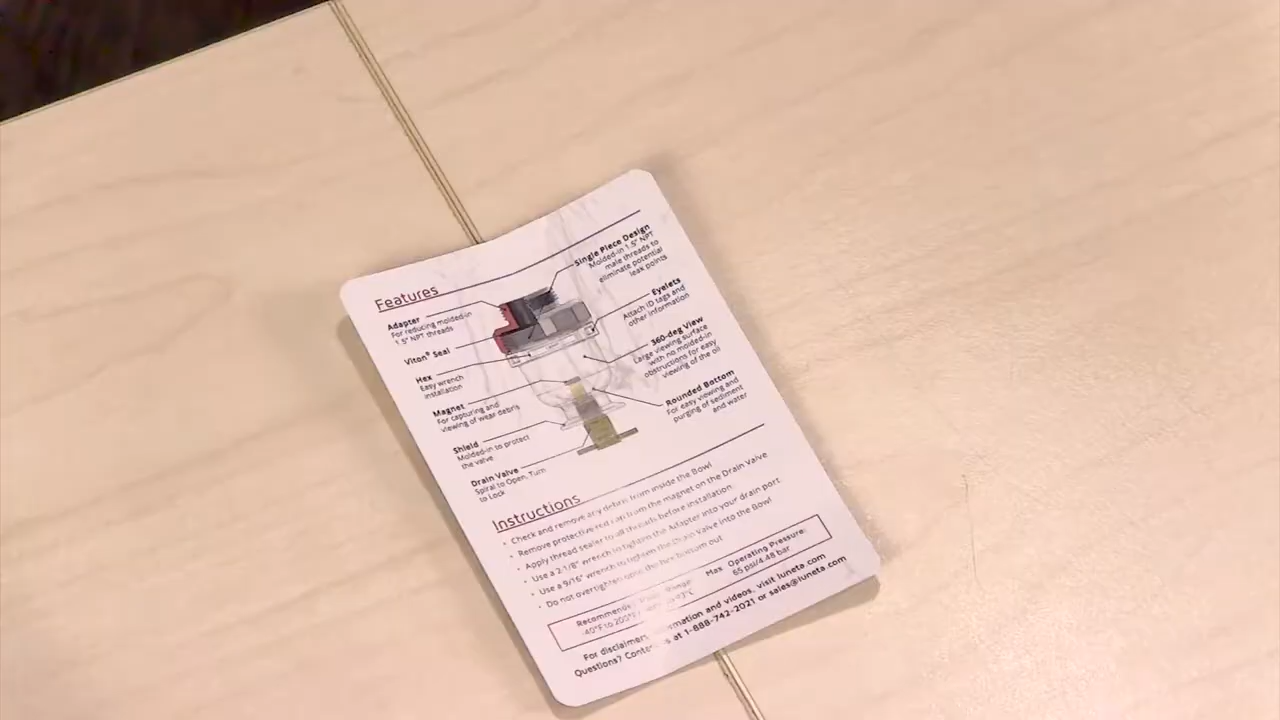 Features
Adapter
For reducing molded-in
1.5" NPT threads
Viton® Seal
Hex
Easy wrench
installation
Magnet
For capturing and
viewing of wear debris
Shield
Molded-in to protect
the valve
Drain Valve
Spiral to Open, Turn
to Lock
Single Piece Design
Molded-in 1.5" NPT
male threads to
eliminate potential
leak points
Eyelets
Attach ID tags and
other information
360-deg View
Large viewing surface
with no molded-in
obstructions for easy
viewing of the oil
Rounded Bottom
For easy viewing and
purging of sediment
and water
Instructions
• Check and remove any debris from inside the Bowl
• Remove protective red cap from the magnet on the Drain Valve
• Apply thread sealer to all threads before installation
• Use a 2-1/8" wrench to tighten the Adapter into your drain port
• Use a 9/16" wrench to tighten the Drain Valve into the Bowl
• Do not overtighten the hex bottom out
Max Operating Pressure:
65 psi/4.48 bar
For disclaimer, information and videos, visit luneta.com
Questions? Contact us at 1-888-742-2021 or sales@luneta.com